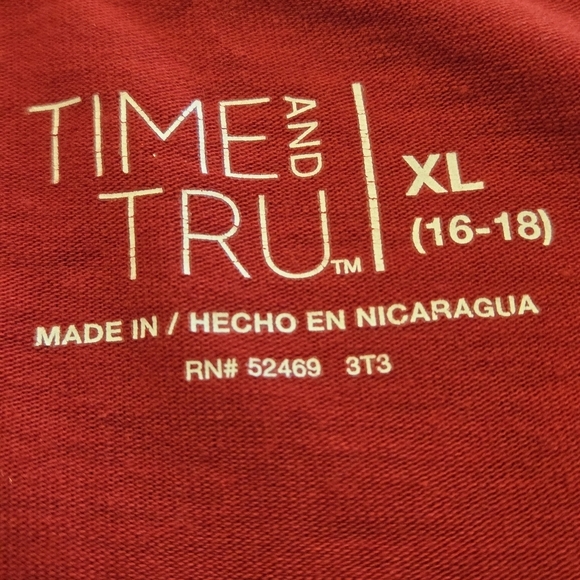 TIME AND
TRU™
XL
(16-18)
MADE IN / HECHO EN NICARAGUA
RN# 52469 3T3